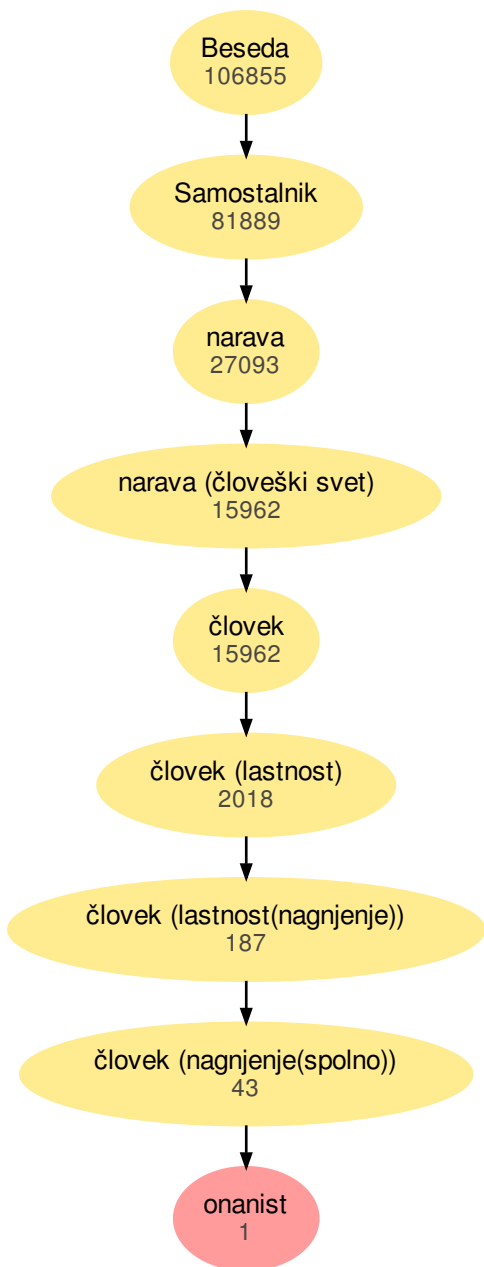 Beseda
106855
Samostalnik
81889
narava
27093
narava (človeški svet)
15962
človek
15962
človek (lastnost)
2018
človek (lastnost(nagnjenje))
187
človek (nagnjenje(spolno))
43
onanist
1